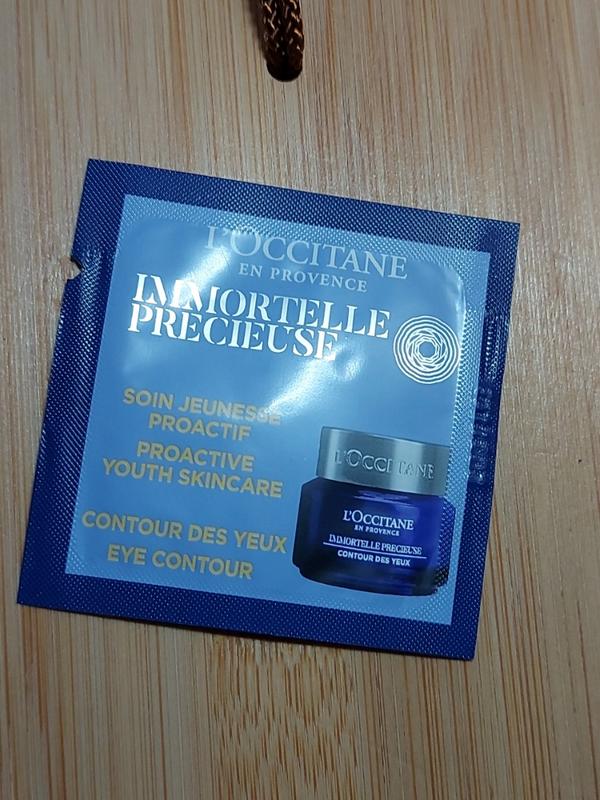 L'OCCITANE
EN PROVENCE
IMMORTELLE
PRECIEUSE
SOIN JEUNESSE
PROACTIF
PROACTIVE
YOUTH SKINCARE
CONTOUR DES YEUX
EYE CONTOUR
L'OCCITANE
L'OCCITANE
EN PROVENCE
IMMORTELLE PRECIEUSE
CONTOUR DES YEUX